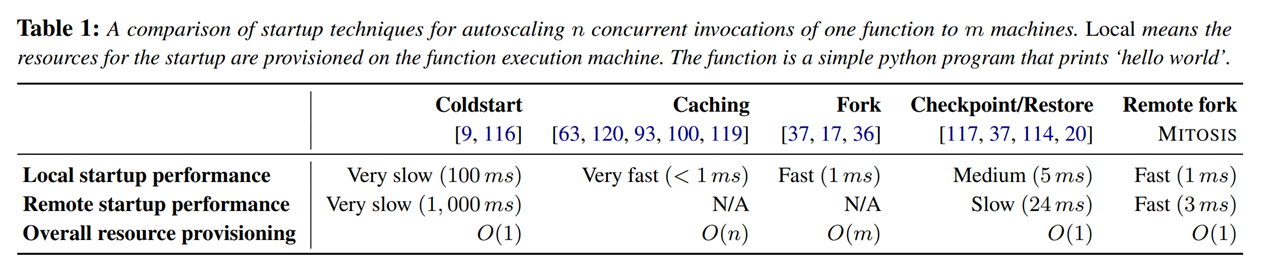 Table 1: A comparison of startup techniques for autoscaling n concurrent invocations of one function to m machines. Local means the
resources for the startup are provisioned on the function execution machine. The function is a simple python program that prints ‘hello world’.
Coldstart Caching Fork Checkpoint/Restore Remote fork
[9, 116] [63, 120, 93, 100, 119] [37, 17, 36] [117, 37, 114, 20] MITOSIS
Local startup performance Very slow (100 ms) Very fast (< 1 ms) Fast (1 ms) Medium (5 ms) Fast (1 ms)
Remote startup performance Very slow (1, 000 ms) N/A N/A Slow (24 ms) Fast (3 ms)
Overall resource provisioning O(1) O(n) O(m) O(1) O(1)